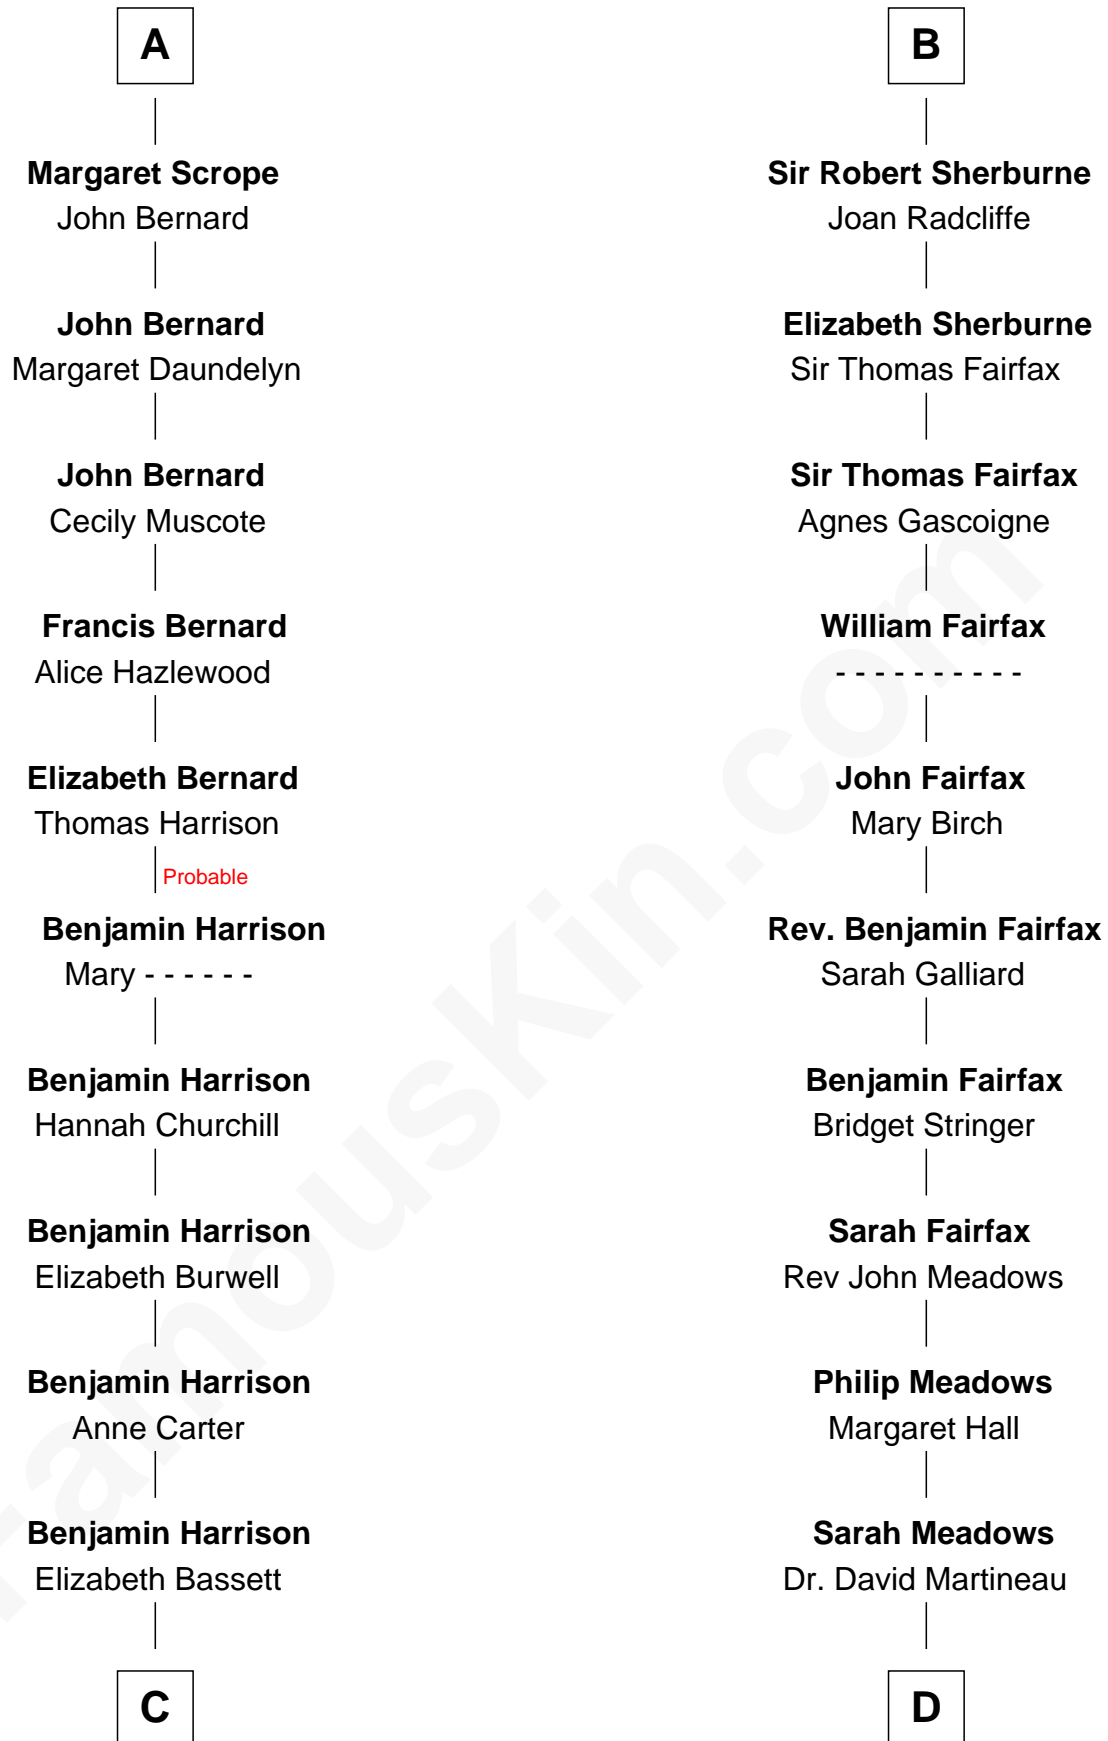 A
Margaret Scrope
John Bernard
John Bernard
Margaret Daundelyn
John Bernard
Cecily Muscote
Francis Bernard
Alice Hazlewood
Elizabeth Bernard
Thomas Harrison
Probable
Benjamin Harrison
Mary - - - - - -
Benjamin Harrison
Hannah Churchill
Benjamin Harrison
Elizabeth Burwell
Benjamin Harrison
Anne Carter
Benjamin Harrison
Elizabeth Bassett
C
B
Sir Robert Sherburne
Joan Radcliffe
Elizabeth Sherburne
Sir Thomas Fairfax
Sir Thomas Fairfax
Agnes Gascoigne
William Fairfax
- - - - - - - - - -
John Fairfax
Mary Birch
Rev. Benjamin Fairfax
Sarah Galliard
Benjamin Fairfax
Bridget Stringer
Sarah Fairfax
Rev John Meadows
Philip Meadows
Margaret Hall
Sarah Meadows
Dr. David Martineau
D
FamousKin.com